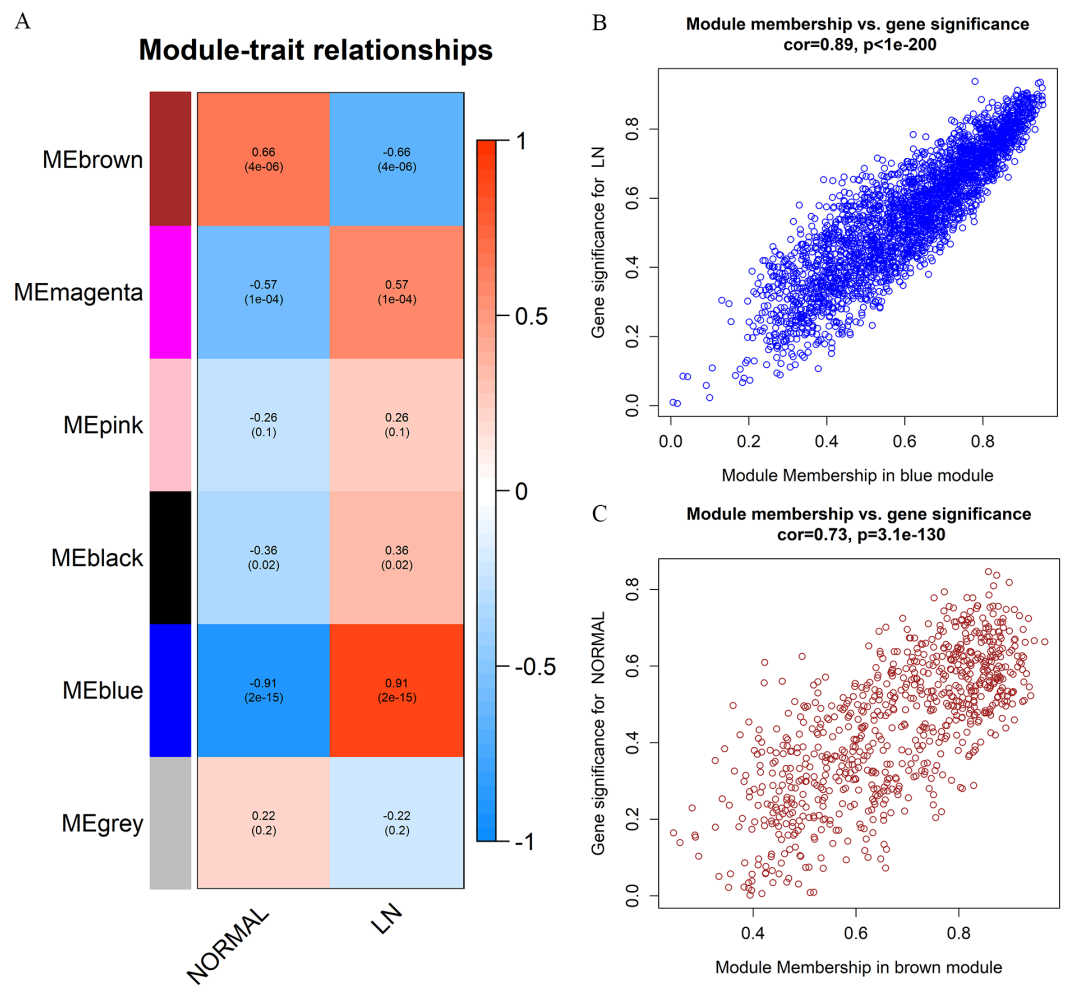 A
Module-trait relationships
MEbrown
0.66
(4e-06)
-0.66
(4e-06)
MEmagenta
-0.57
(1e-04)
0.57
(1e-04)
MEpink
-0.26
(0.1)
0.26
(0.1)
MEblack
-0.36
(0.02)
0.36
(0.02)
MEblue
-0.91
(2e-15)
0.91
(2e-15)
MEgrey
0.22
(0.2)
-0.22
(0.2)
NORMAL
LN
1
0.5
0
-0.5
-1
B
Module membership vs. gene significance
cor=0.89, p<1e-200
Gene significance for LN
0.8
0.6
0.4
0.2
0.0
0.0 0.2 0.4 0.6 0.8
Module Membership in blue module
C
Module membership vs. gene significance
cor=0.73, p=3.1e-130
Gene significance for NORMAL
0.8
0.6
0.4
0.2
0.0
0.4 0.6 0.8
Module Membership in brown module